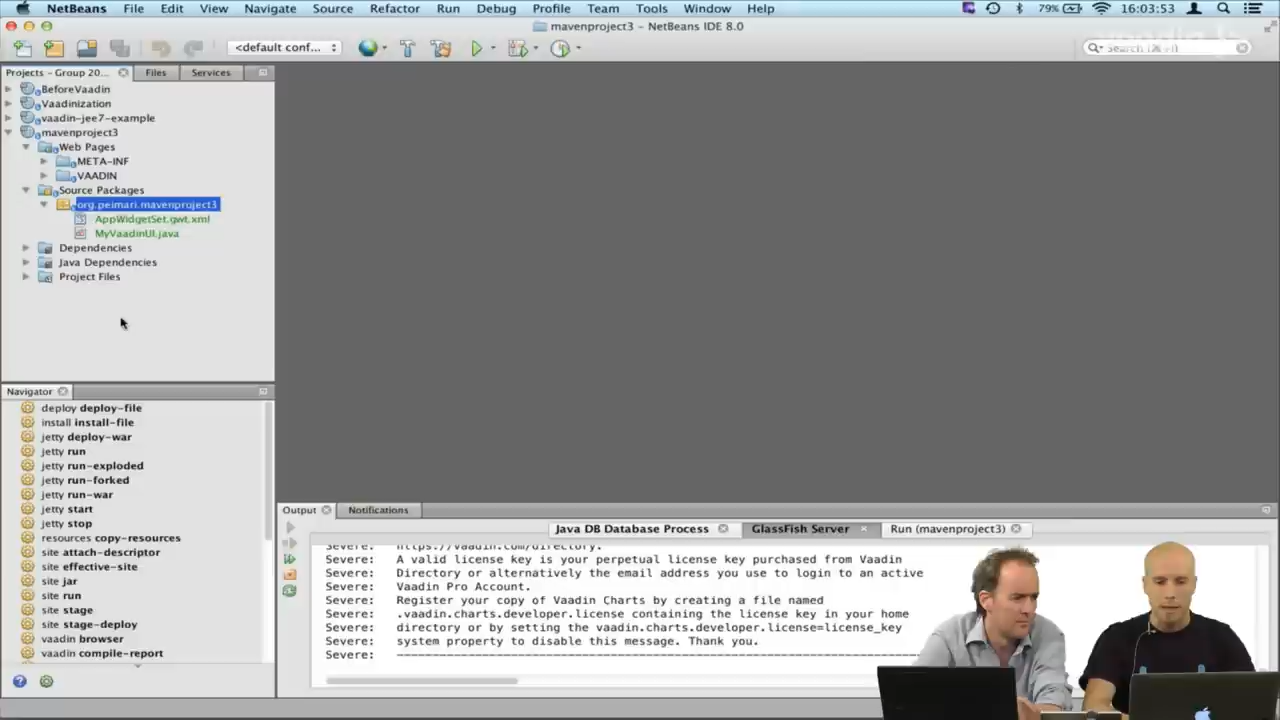 NetBeans File Edit View Navigate Source Refactor Run Debug Profile Team Tools Window Help 79% 16:03:53
mavenproject3 - NetBeans IDE 8.0
<default conf...
Search (⌘+I)
Projects - Group 20... Files Services
BeforeVaadin
Vaadinization
vaadin-jee7-example
mavenproject3
Web Pages
META-INF
VAADIN
Source Packages
org.peimari.mavenproject3
AppWidgetSet.gwt.xml
MyVaadinUI.java
Dependencies
Java Dependencies
Project Files
Navigator
deploy deploy-file
install install-file
jetty deploy-war
jetty run
jetty run-exploded
jetty run-forked
jetty run-war
jetty start
jetty stop
resources copy-resources
site attach-descriptor
site effective-site
site jar
site run
site stage
site stage-deploy
vaadin browser
vaadin compile-report
Output Notifications
Java DB Database Process GlassFish Server Run (mavenproject3)
Severe: https://vaadin.com/directory.
Severe: A valid license key is your perpetual license key purchased from Vaadin
Severe: Directory or alternatively the email address you use to login to an active
Severe: Vaadin Pro Account.
Severe: Register your copy of Vaadin Charts by creating a file named
Severe: .vaadin.charts.developer.license containing the license key in your home
Severe: directory or by setting the vaadin.charts.developer.license=license_key
Severe: system property to disable this message. Thank you.
Severe: